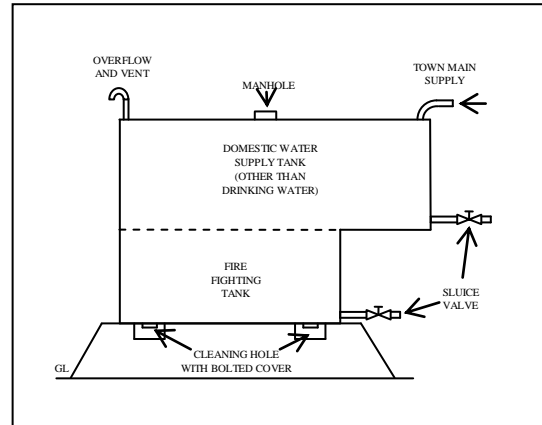 OVERFLOW
AND VENT
MANHOLE
TOWN MAIN
SUPPLY
DOMESTIC WATER
SUPPLY TANK
(OTHER THAN
DRINKING WATER)
FIRE
FIGHTING
TANK
SLUICE
VALVE
CLEANING HOLE
WITH BOLTED COVER
GL